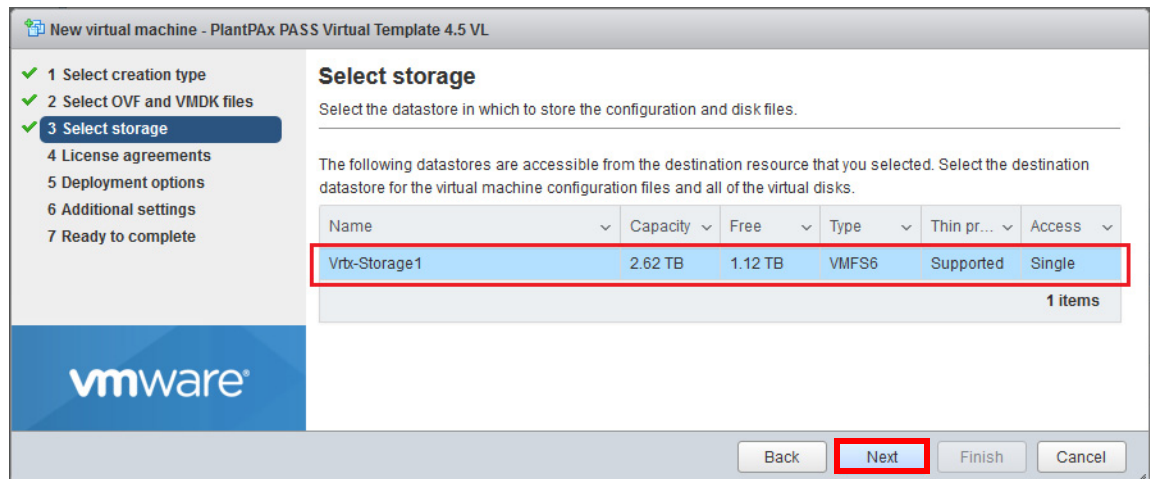 New virtual machine - PlantPAx PASS Virtual Template 4.5 VL
1 Select creation type
2 Select OVF and VMDK files
3 Select storage
4 License agreements
5 Deployment options
6 Additional settings
7 Ready to complete
Select storage
Select the datastore in which to store the configuration and disk files.
The following datastores are accessible from the destination resource that you selected. Select the destination
datastore for the virtual machine configuration files and all of the virtual disks.
Name Capacity Free Type Thin pr... Access
Vrtx-Storage1 2.62 TB 1.12 TB VMFS6 Supported Single
1 items
vmware®
Back Next Finish Cancel